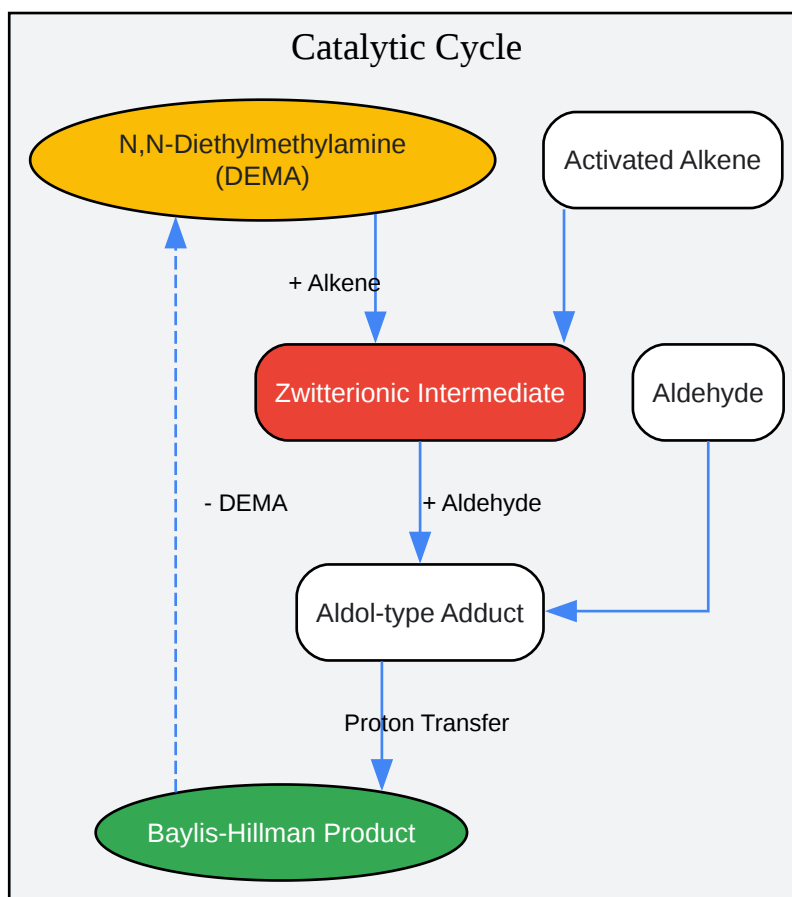 Catalytic Cycle
N,N-Diethylmethylamine
(DEMA)
Activated Alkene
+ Alkene
Zwitterionic Intermediate
Aldehyde
- DEMA
+ Aldehyde
Aldol-type Adduct
Proton Transfer
Baylis-Hillman Product